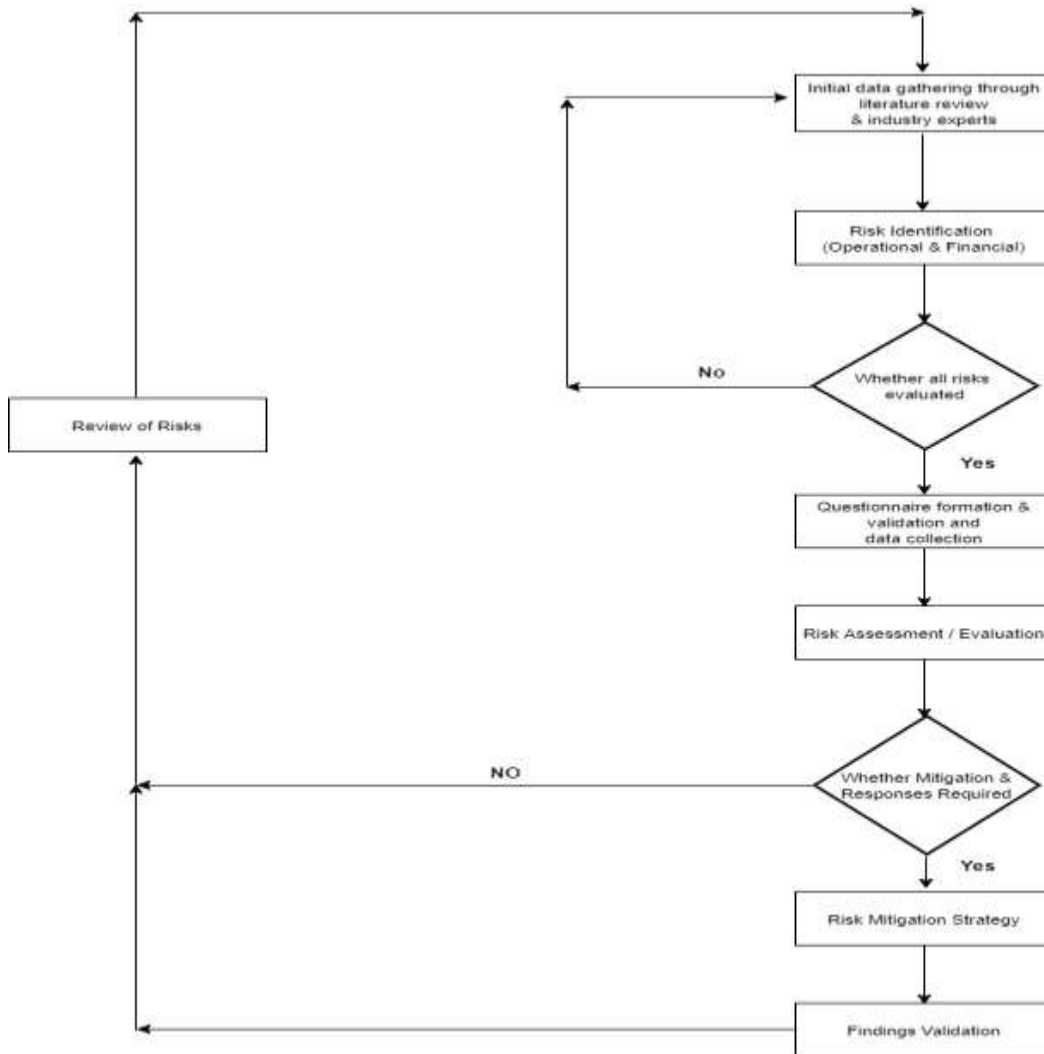 Initial data gathering through
literature review
& industry experts
Risk Identification
(Operational & Financial)
Whether all risks
evaluated
No
Review of Risks
Yes
Questionnaire formation &
validation and
data collection
Risk Assessment / Evaluation
Whether Mitigation &
Responses Required
NO
Yes
Risk Mitigation Strategy
Findings Validation